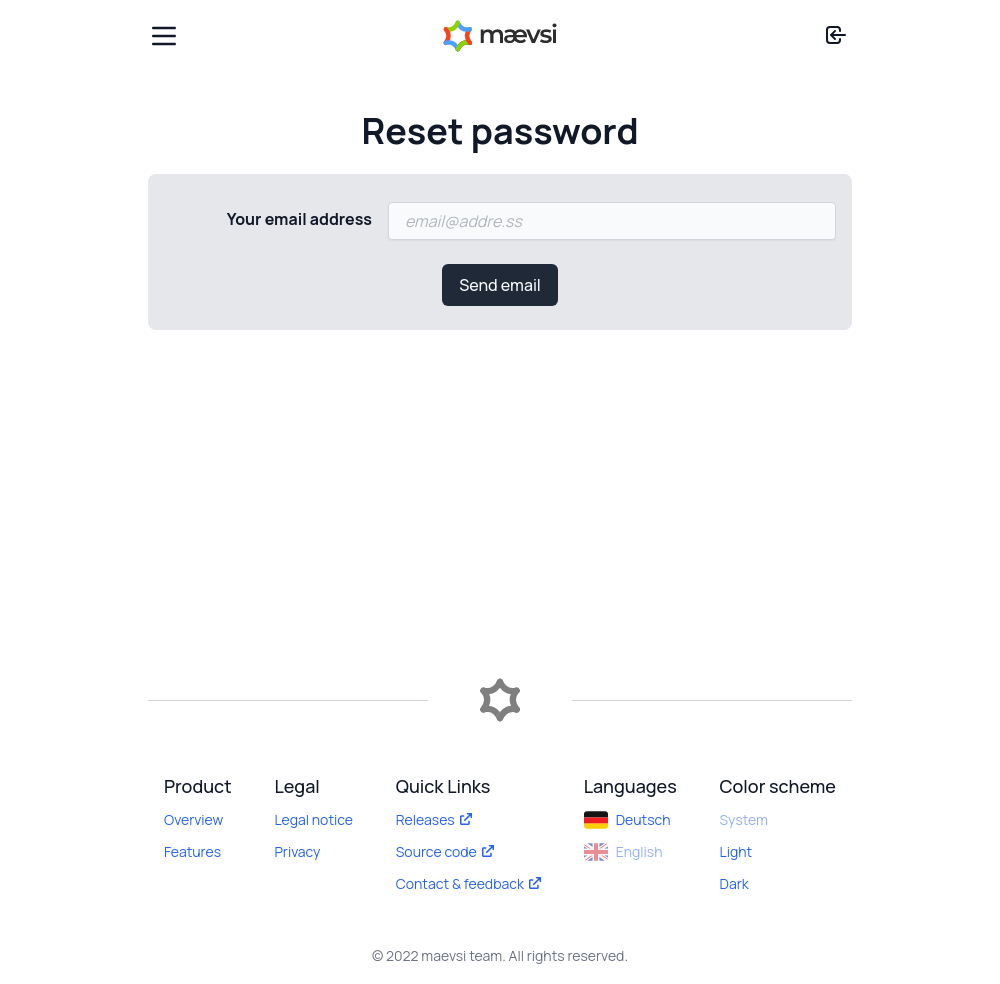 mævsi
Reset password
Your email address
email@addre.ss
Send email
Product
Overview
Features
Legal
Legal notice
Privacy
Quick Links
Releases
Source code
Contact & feedback
Languages
Deutsch
English
Color scheme
System
Light
Dark
© 2022 maevsi team. All rights reserved.